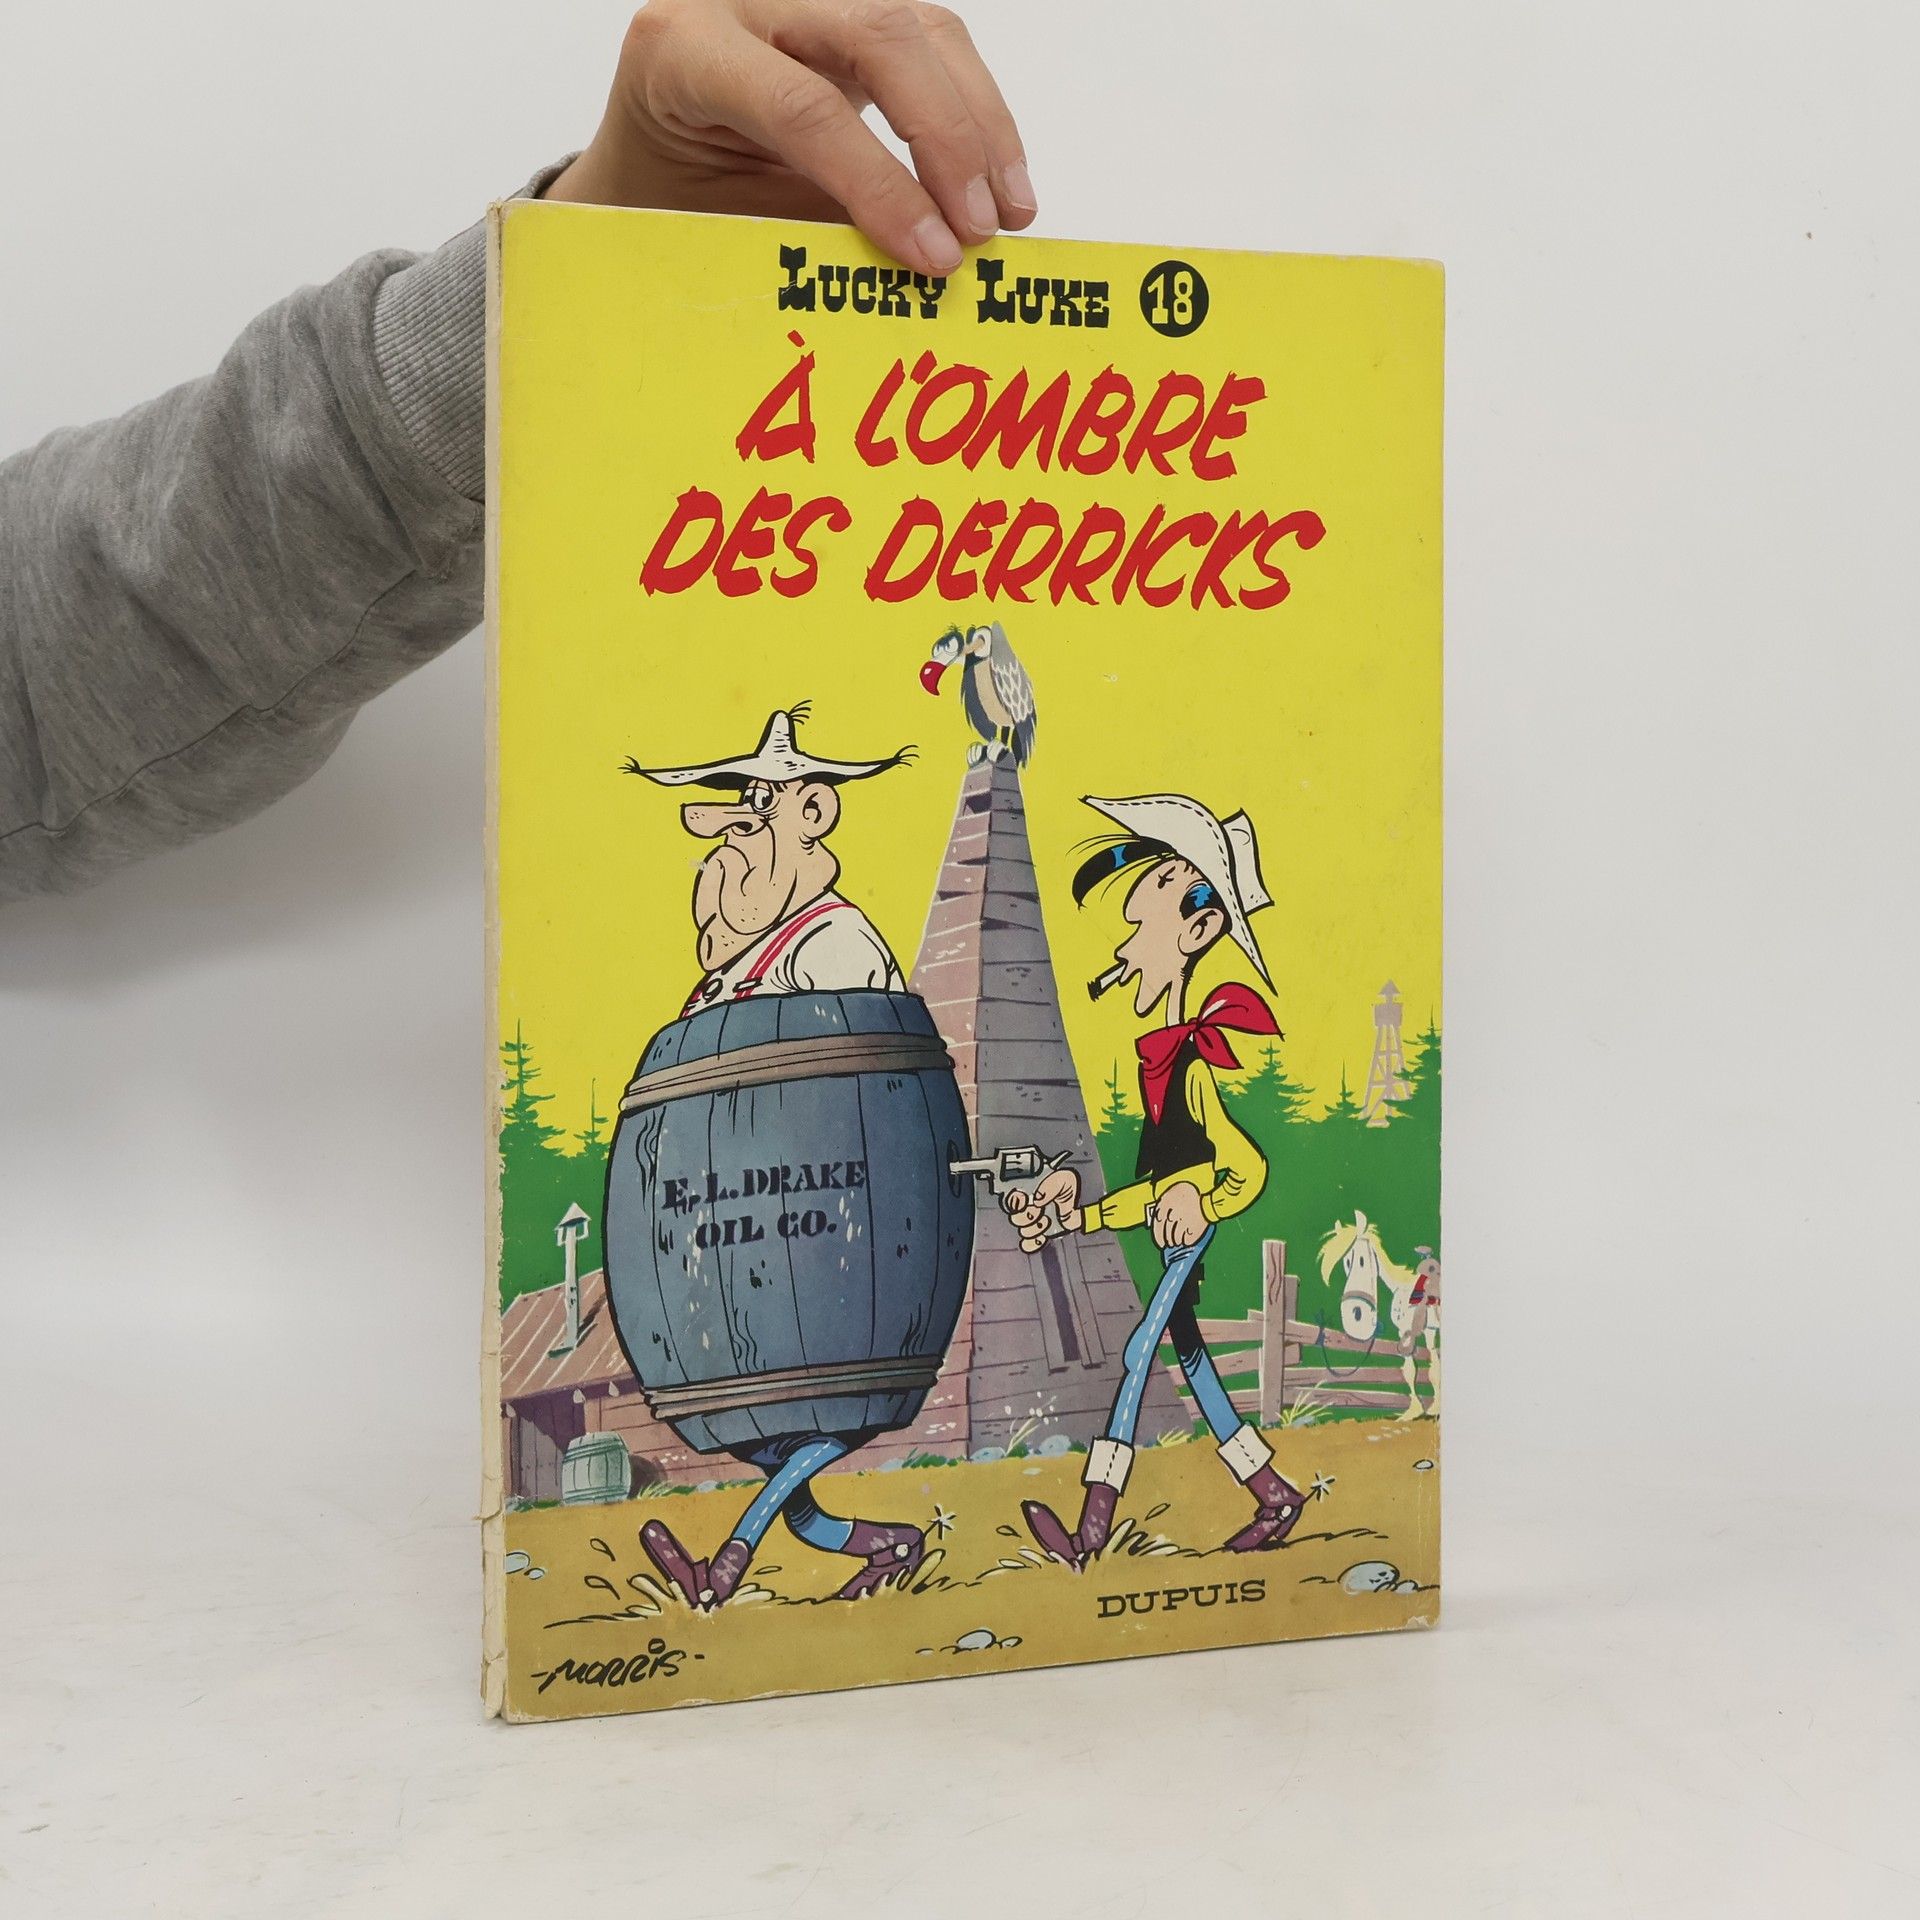 LUCKY LUKE 18
À L'OMBRE
DES DERRICKS
E.L. DRAKE
OIL CO.
DUPUIS
-MORRIS-